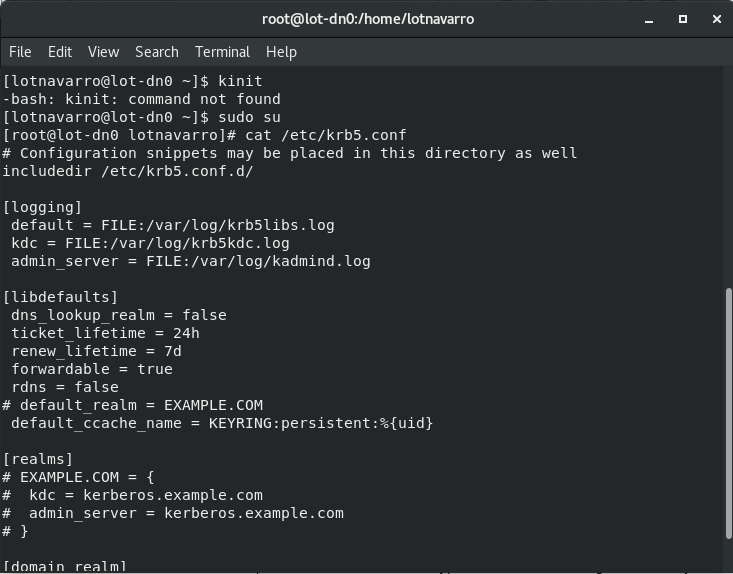 root@lot-dn0:/home/lotnavarro
File Edit View Search Terminal Help
[lotnavarro@lot-dn0 ~]$ kinit
-bash: kinit: command not found
[lotnavarro@lot-dn0 ~]$ sudo su
[root@lot-dn0 lotnavarro]# cat /etc/krb5.conf
# Configuration snippets may be placed in this directory as well
includedir /etc/krb5.conf.d/

[logging]
 default = FILE:/var/log/krb5libs.log
 kdc = FILE:/var/log/krb5kdc.log
 admin_server = FILE:/var/log/kadmind.log

[libdefaults]
 dns_lookup_realm = false
 ticket_lifetime = 24h
 renew_lifetime = 7d
 forwardable = true
 rdns = false
# default_realm = EXAMPLE.COM
 default_ccache_name = KEYRING:persistent:%{uid}

[realms]
# EXAMPLE.COM = {
#  kdc = kerberos.example.com
#  admin_server = kerberos.example.com
# }

[domain_realm]